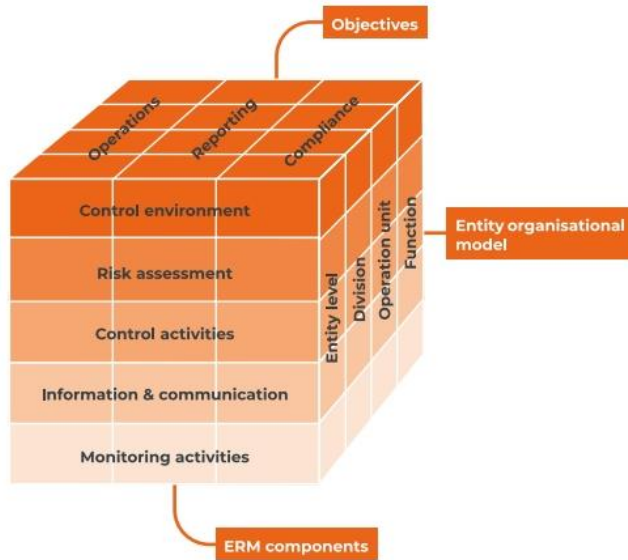 Objectives
Operations
Reporting
Compliance
Control environment
Risk assessment
Control activities
Information & communication
Monitoring activities
Entity level
Division
Operation unit
Function
Entity organisational
model
ERM components